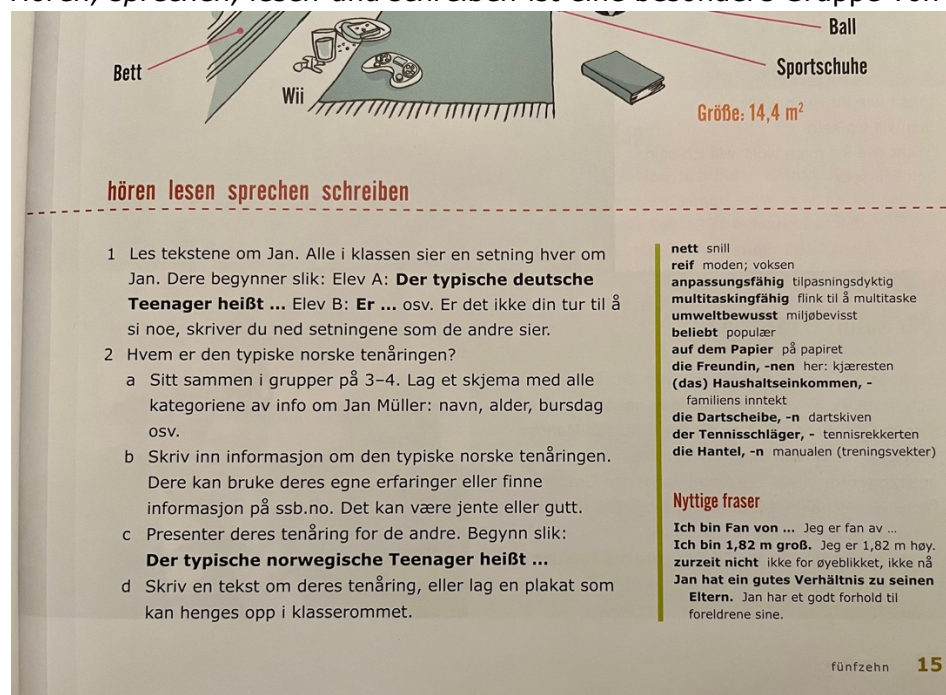 Hören, sprechen, lesen und schreiben ist eine besondere Gruppe von
Ball
Bett
Sportschuhe
Wii
Größe: 14,4 m²
hören lesen sprechen schreiben
1 Les tekstene om Jan. Alle i klassen sier en setning hver om
Jan. Dere begynner slik: Elev A: Der typische deutsche
Teenager heißt ... Elev B: Er ... osv. Er det ikke din tur til å
si noe, skriver du ned setningene som de andre sier.
2 Hvem er den typiske norske tenåringen?
a Sitt sammen i grupper på 3–4. Lag et skjema med alle
kategoriene av info om Jan Müller: navn, alder, bursdag
osv.
b Skriv inn informasjon om den typiske norske tenåringen.
Dere kan bruke deres egne erfaringer eller finne
informasjon på ssb.no. Det kan være jente eller gutt.
c Presenter deres tenåring for de andre. Begynn slik:
Der typische norwegische Teenager heißt ...
d Skriv en tekst om deres tenåring, eller lag en plakat som
kan henges opp i klasserommet.
nett snill
reif moden; voksen
anpassungsfähig tilpasningsdyktig
multitaskingfähig flink til å multitaske
umweltbewusst miljøbevisst
beliebt populær
auf dem Papier på papiret
die Freundin, -nen her: kjæresten
(das) Haushaltseinkommen, -
familiens inntekt
die Dartscheibe, -n dartskiven
der Tennisschläger, - tennisrekkerten
die Hantel, -n manualen (treningsvekter)
Nyttige fraser
Ich bin Fan von ... Jeg er fan av ...
Ich bin 1,82 m groß. Jeg er 1,82 m høy.
zurzeit nicht ikke for øyeblikket, ikke nå
Jan hat ein gutes Verhältnis zu seinen
Eltern. Jan har et godt forhold til
foreldrene sine.
fünfzehn 15